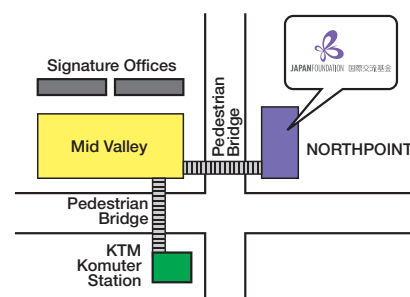 Signature Offices
JAPANFOUNDATION 国際交流基金
Mid Valley
Pedestrian
Bridge
NORTHPOINT
Pedestrian
Bridge
KTM
Komuter
Station